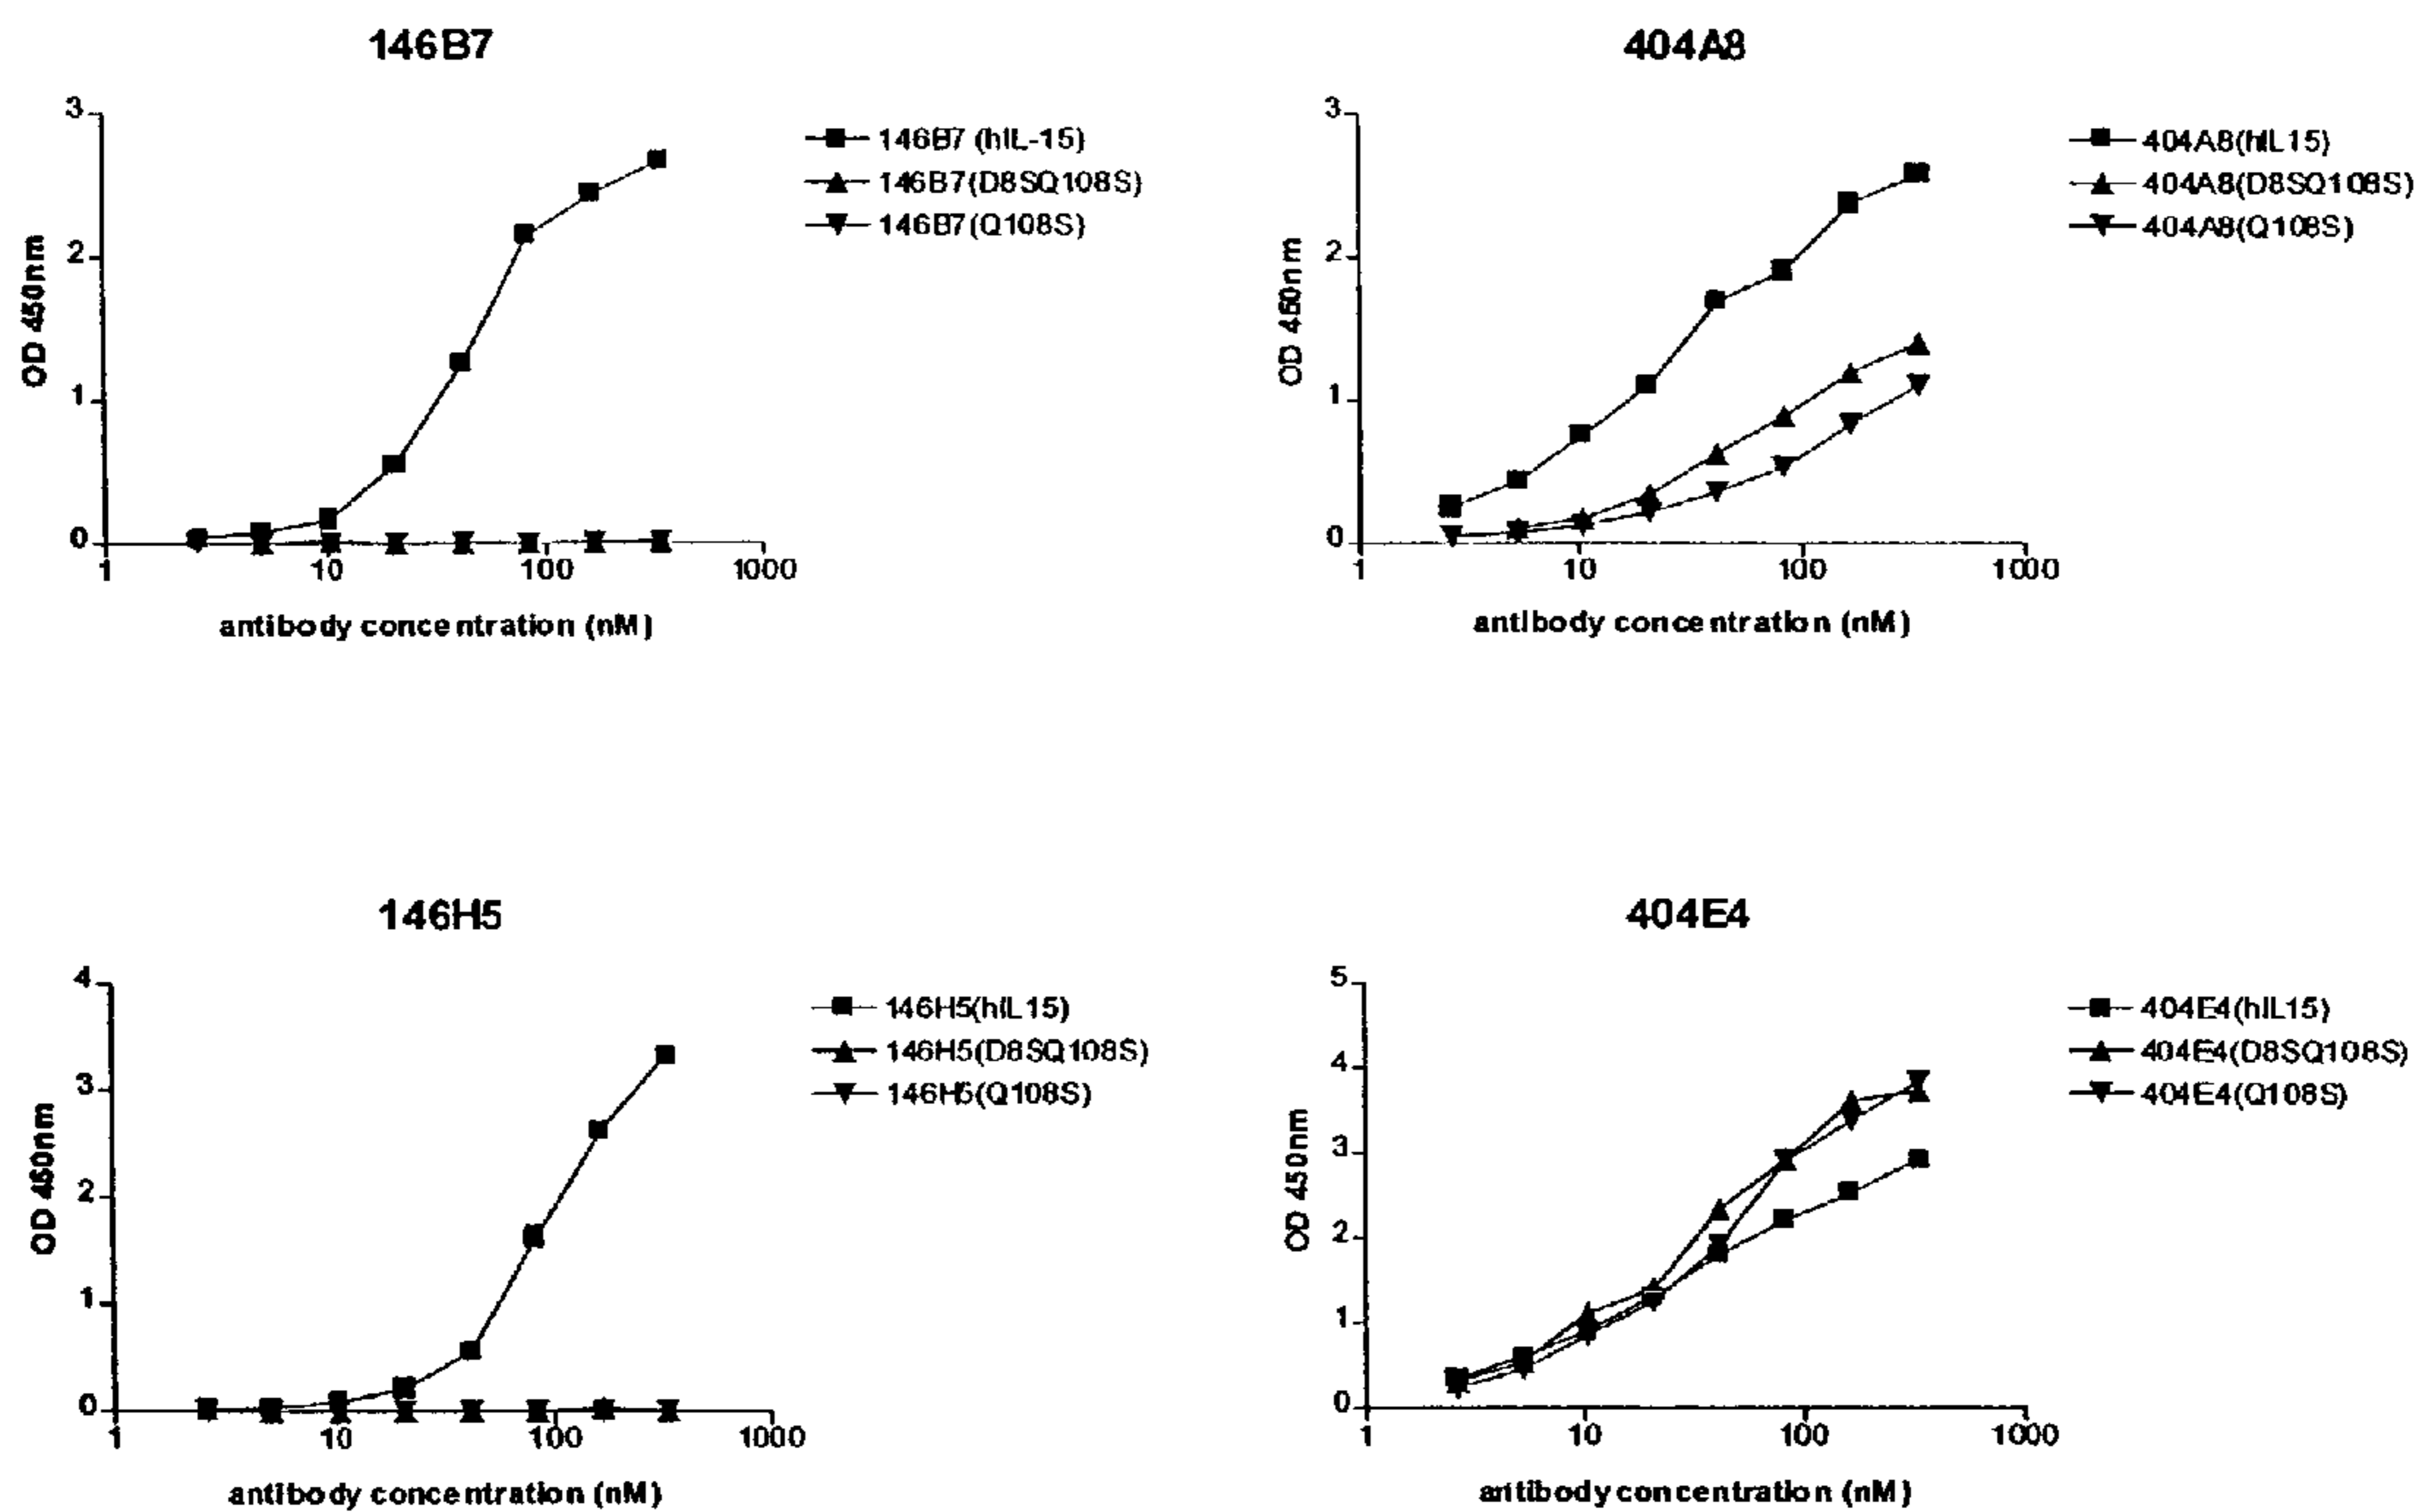 146B7
3
2
1
0
1 10 100 1000
OD 450nm
antibody concentration (nM)
146B7 (hIL-15)
146B7(D8SQ108S)
146B7(Q108S)
404A8
3
2
1
0
1 10 100 1000
OD 450nm
antibody concentration (nM)
404A8(hIL15)
404A8(D8SQ108S)
404A8(Q108S)
146H5
4
3
2
1
0
1 10 100 1000
OD 450nm
antibody concentration (nM)
146H5(hIL15)
146H5(D8SQ108S)
146H5(Q108S)
404E4
5
4
3
2
1
0
1 10 100 1000
OD 450nm
antibody concentration (nM)
404E4(hIL15)
404E4(D8SQ108S)
404E4(Q108S)